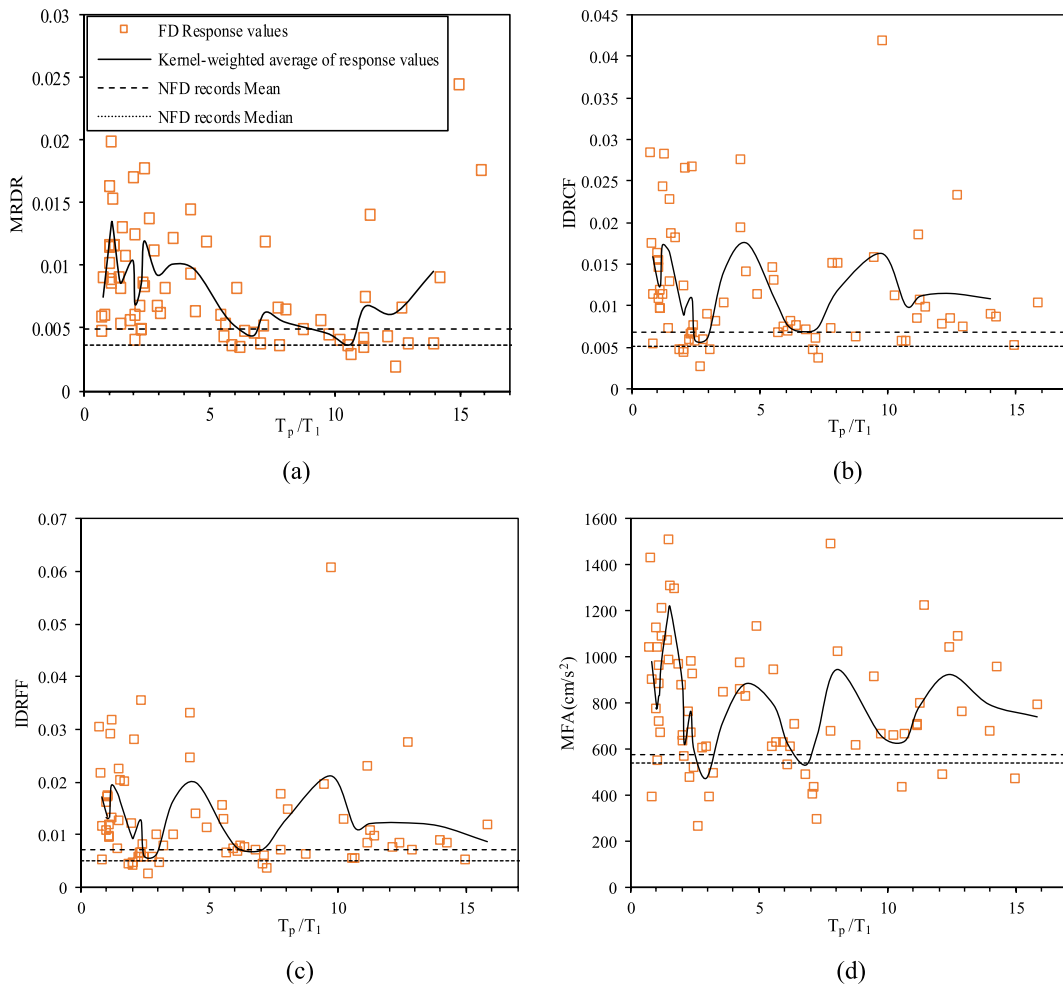 0.03
0.025
0.02
0.015
0.01
0.005
0
MRDR
FD Response values
Kernel-weighted average of response values
NFD records Mean
NFD records Median
0 5 10 15
Tp/T1
(a)
0.045
0.04
0.035
0.03
0.025
0.02
0.015
0.01
0.005
0
IDRCF
0 5 10 15
Tp/T1
(b)
0.07
0.06
0.05
0.04
0.03
0.02
0.01
0
IDRFF
0 5 10 15
Tp/T1
(c)
1600
1400
1200
1000
800
600
400
200
0
MFA(cm/s²)
0 5 10 15
Tp/T1
(d)